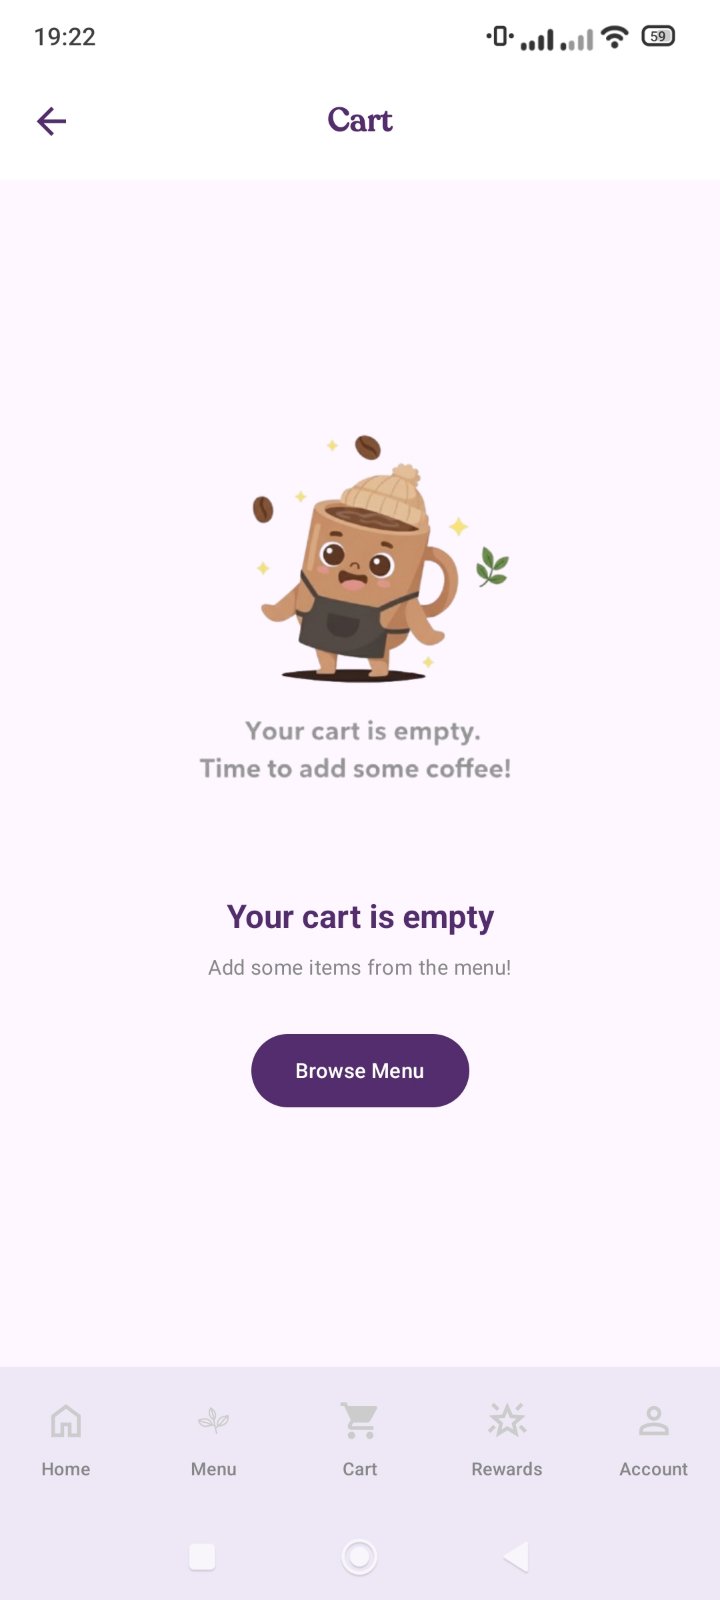 19:22
59
Cart
Your cart is empty.
Time to add some coffee!
Your cart is empty
Add some items from the menu!
Browse Menu
Home
Menu
Cart
Rewards
Account